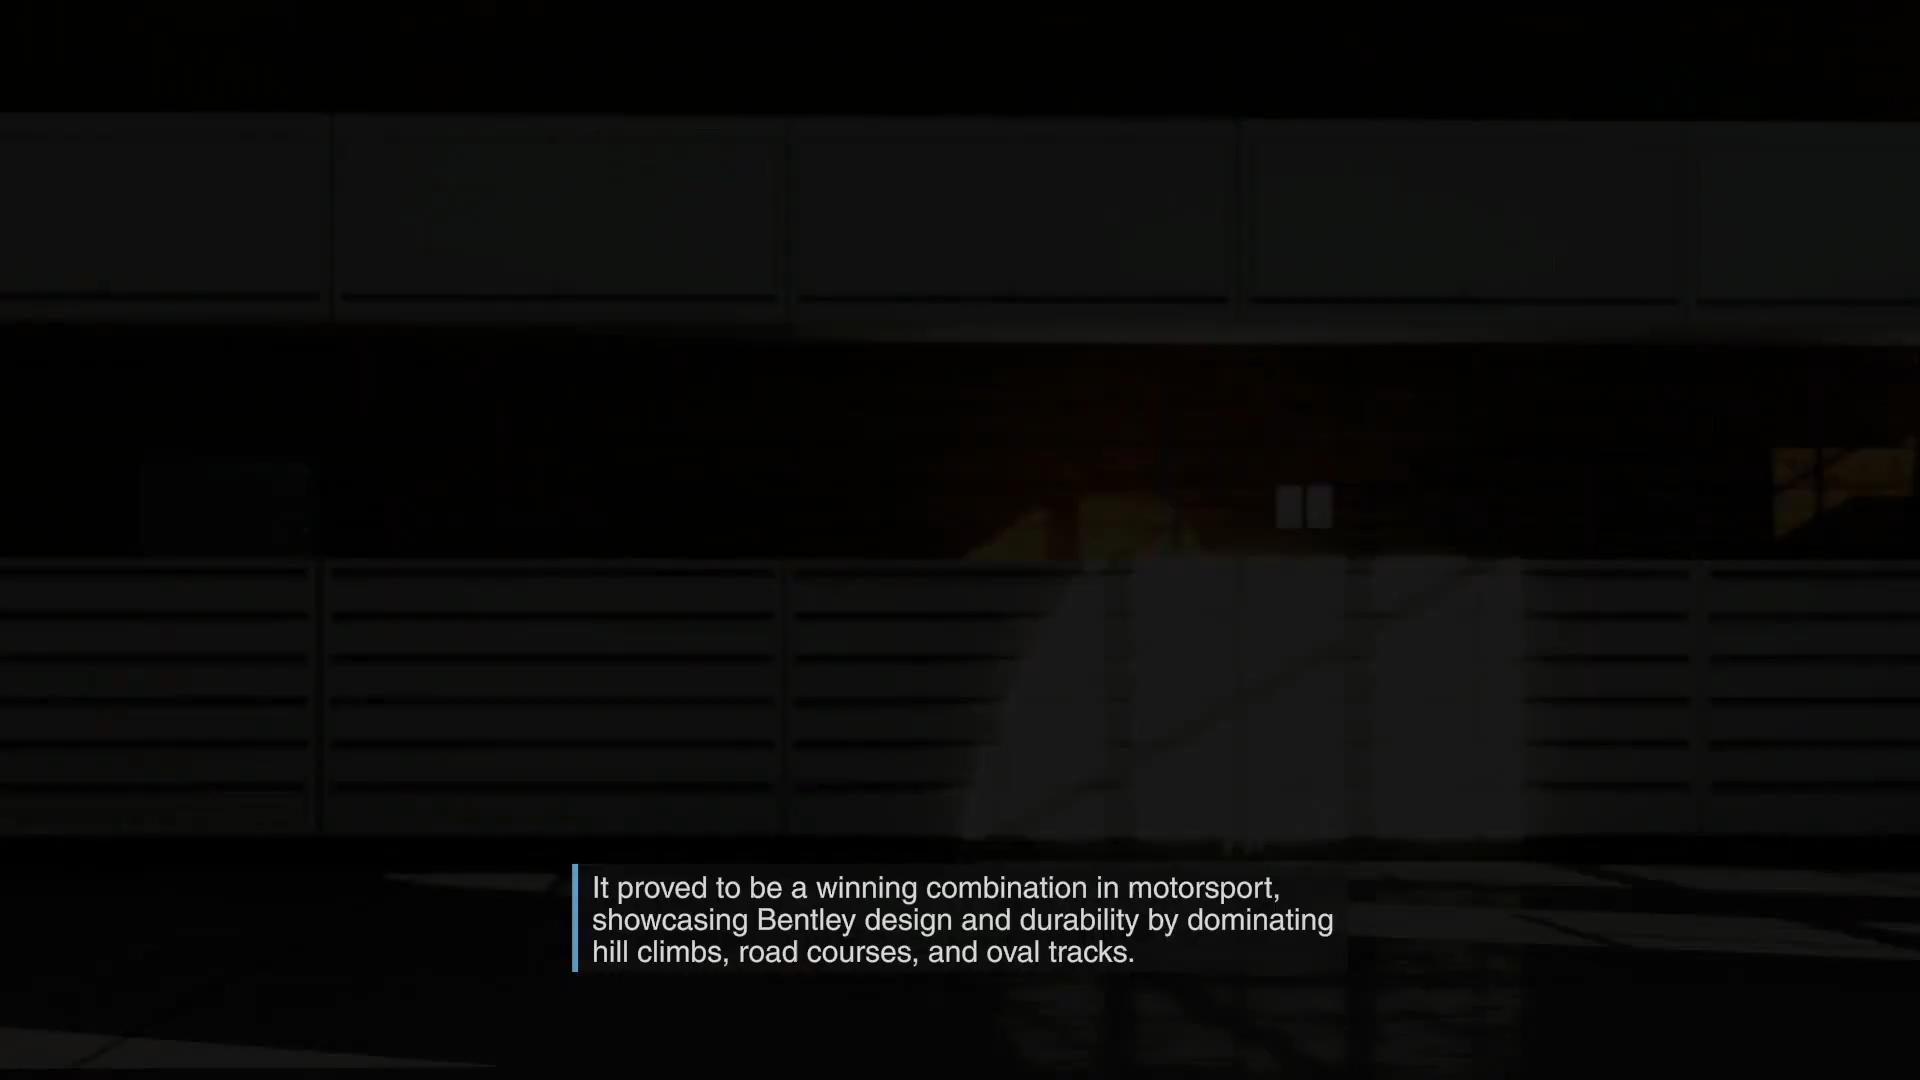 It proved to be a winning combination in motorsport,
showcasing Bentley design and durability by dominating
hill climbs, road courses, and oval tracks.